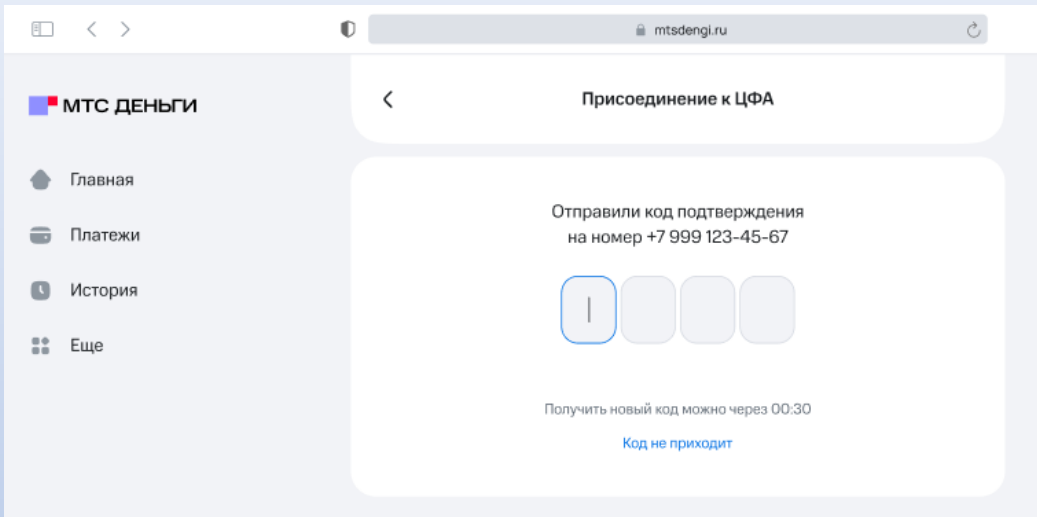 mtsdengi.ru
МТС ДЕНЬГИ
Присоединение к ЦФА
Главная
Платежи
История
Еще
Отправили код подтверждения
на номер +7 999 123-45-67
Получить новый код можно через 00:30
Код не приходит